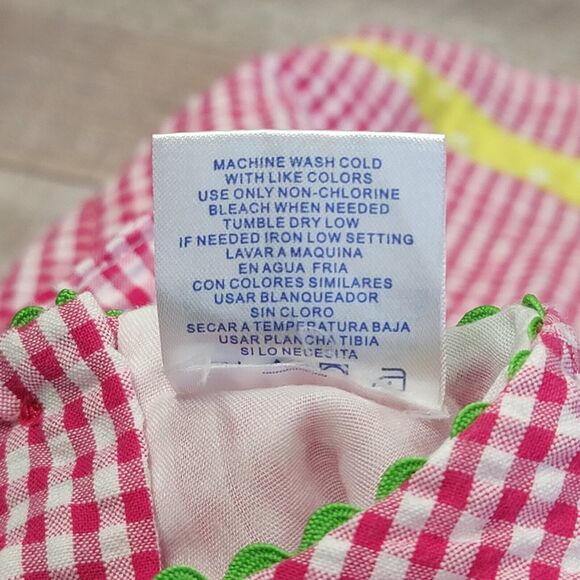 MACHINE WASH COLD
WITH LIKE COLORS
USE ONLY NON-CHLORINE
BLEACH WHEN NEEDED
TUMBLE DRY LOW
IF NEEDED IRON LOW SETTING
LAVAR A MAQUINA
EN AGUA FRIA
CON COLORES SIMILARES
USAR BLANQUEADOR
SIN CLORO
SECAR A TEMPERATURA BAJA
USAR PLANCHA TIBIA
SI LO NECESITA